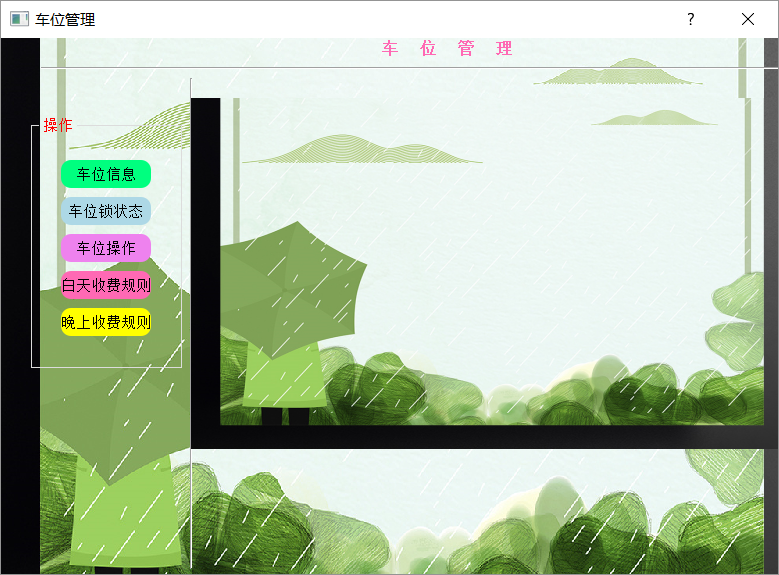 车位管理
车 位 管 理
操作
车位信息
车位锁状态
车位操作
白天收费规则
晚上收费规则